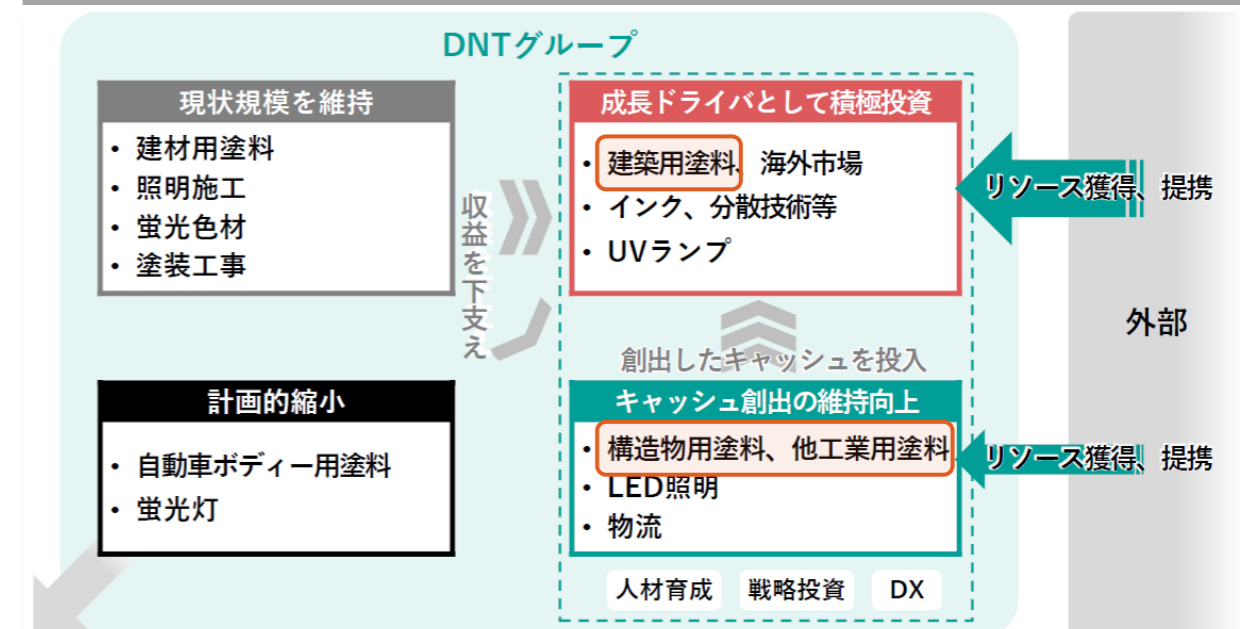 DNTグループ
現状規模を維持
・ 建材用塗料
・ 照明施工
・ 蛍光色材
・ 塗装工事
収益を下支え
成長ドライバとして積極投資
・ 建築用塗料、海外市場
・ インク、分散技術等
・ UVランプ
リソース獲得、提携
外部
創出したキャッシュを投入
計画的縮小
・ 自動車ボディー用塗料
・ 蛍光灯
キャッシュ創出の維持向上
・ 構造物用塗料、他工業用塗料
・ LED照明
・ 物流
リソース獲得、提携
人材育成
戦略投資
DX